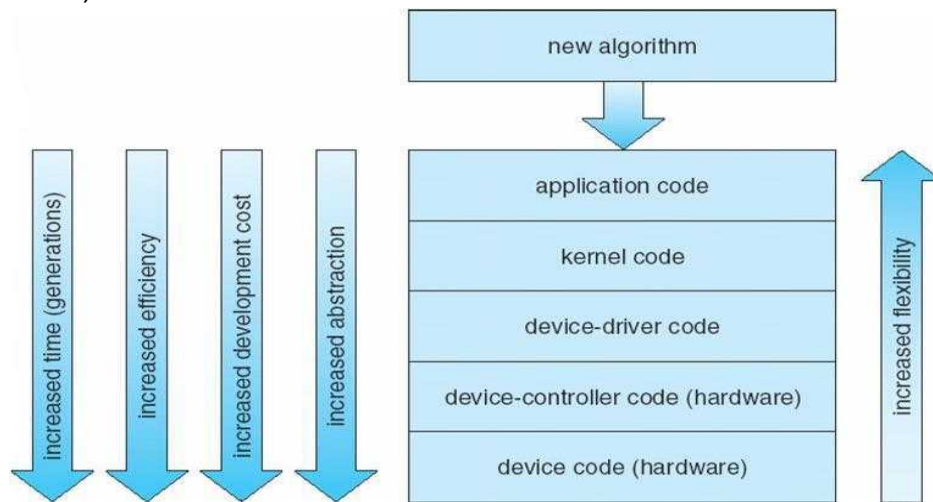 new algorithm
application code
kernel code
device-driver code
device-controller code (hardware)
device code (hardware)
increased time (generations)
increased efficiency
increased development cost
increased abstraction
increased flexibility